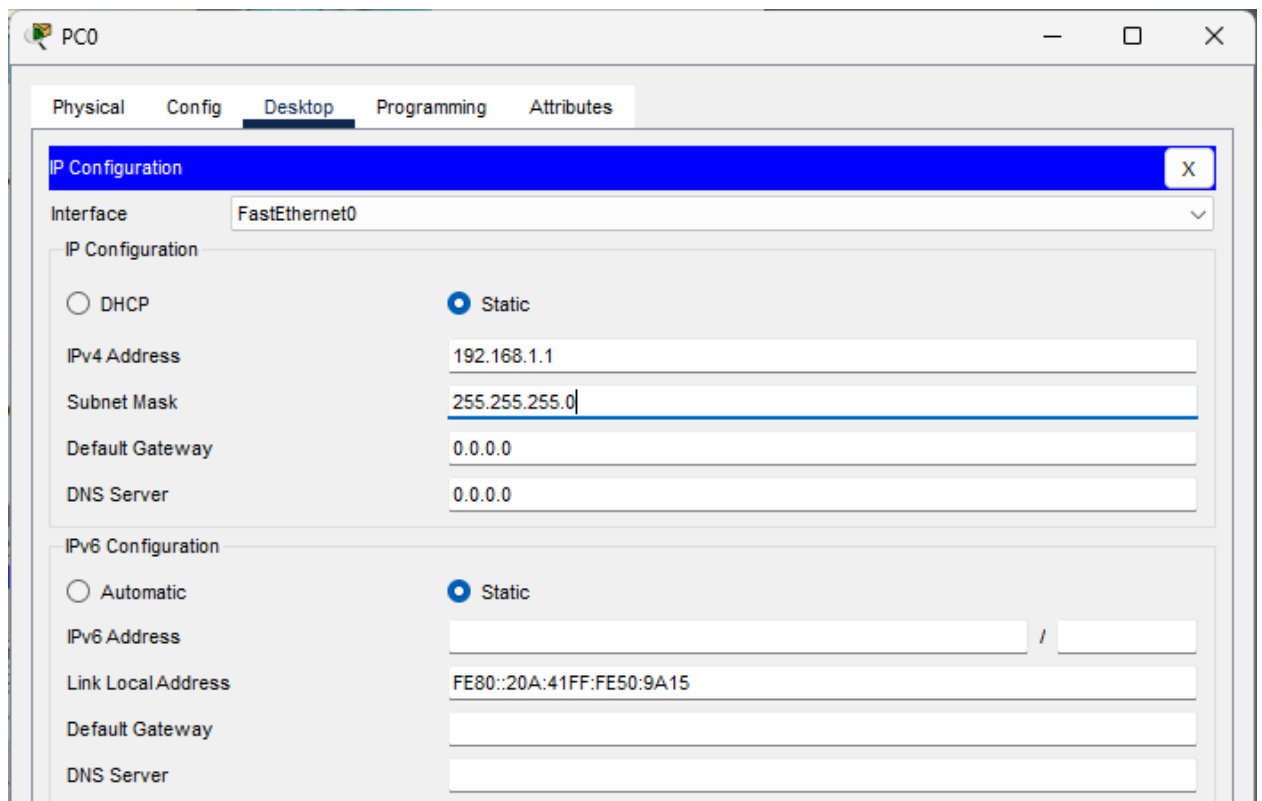 PC0
Physical Config Desktop Programming Attributes
IP Configuration X
Interface FastEthernet0
IP Configuration
DHCP Static
IPv4 Address 192.168.1.1
Subnet Mask 255.255.255.0
Default Gateway 0.0.0.0
DNS Server 0.0.0.0
IPv6 Configuration
Automatic Static
IPv6 Address /
Link Local Address FE80::20A:41FF:FE50:9A15
Default Gateway
DNS Server